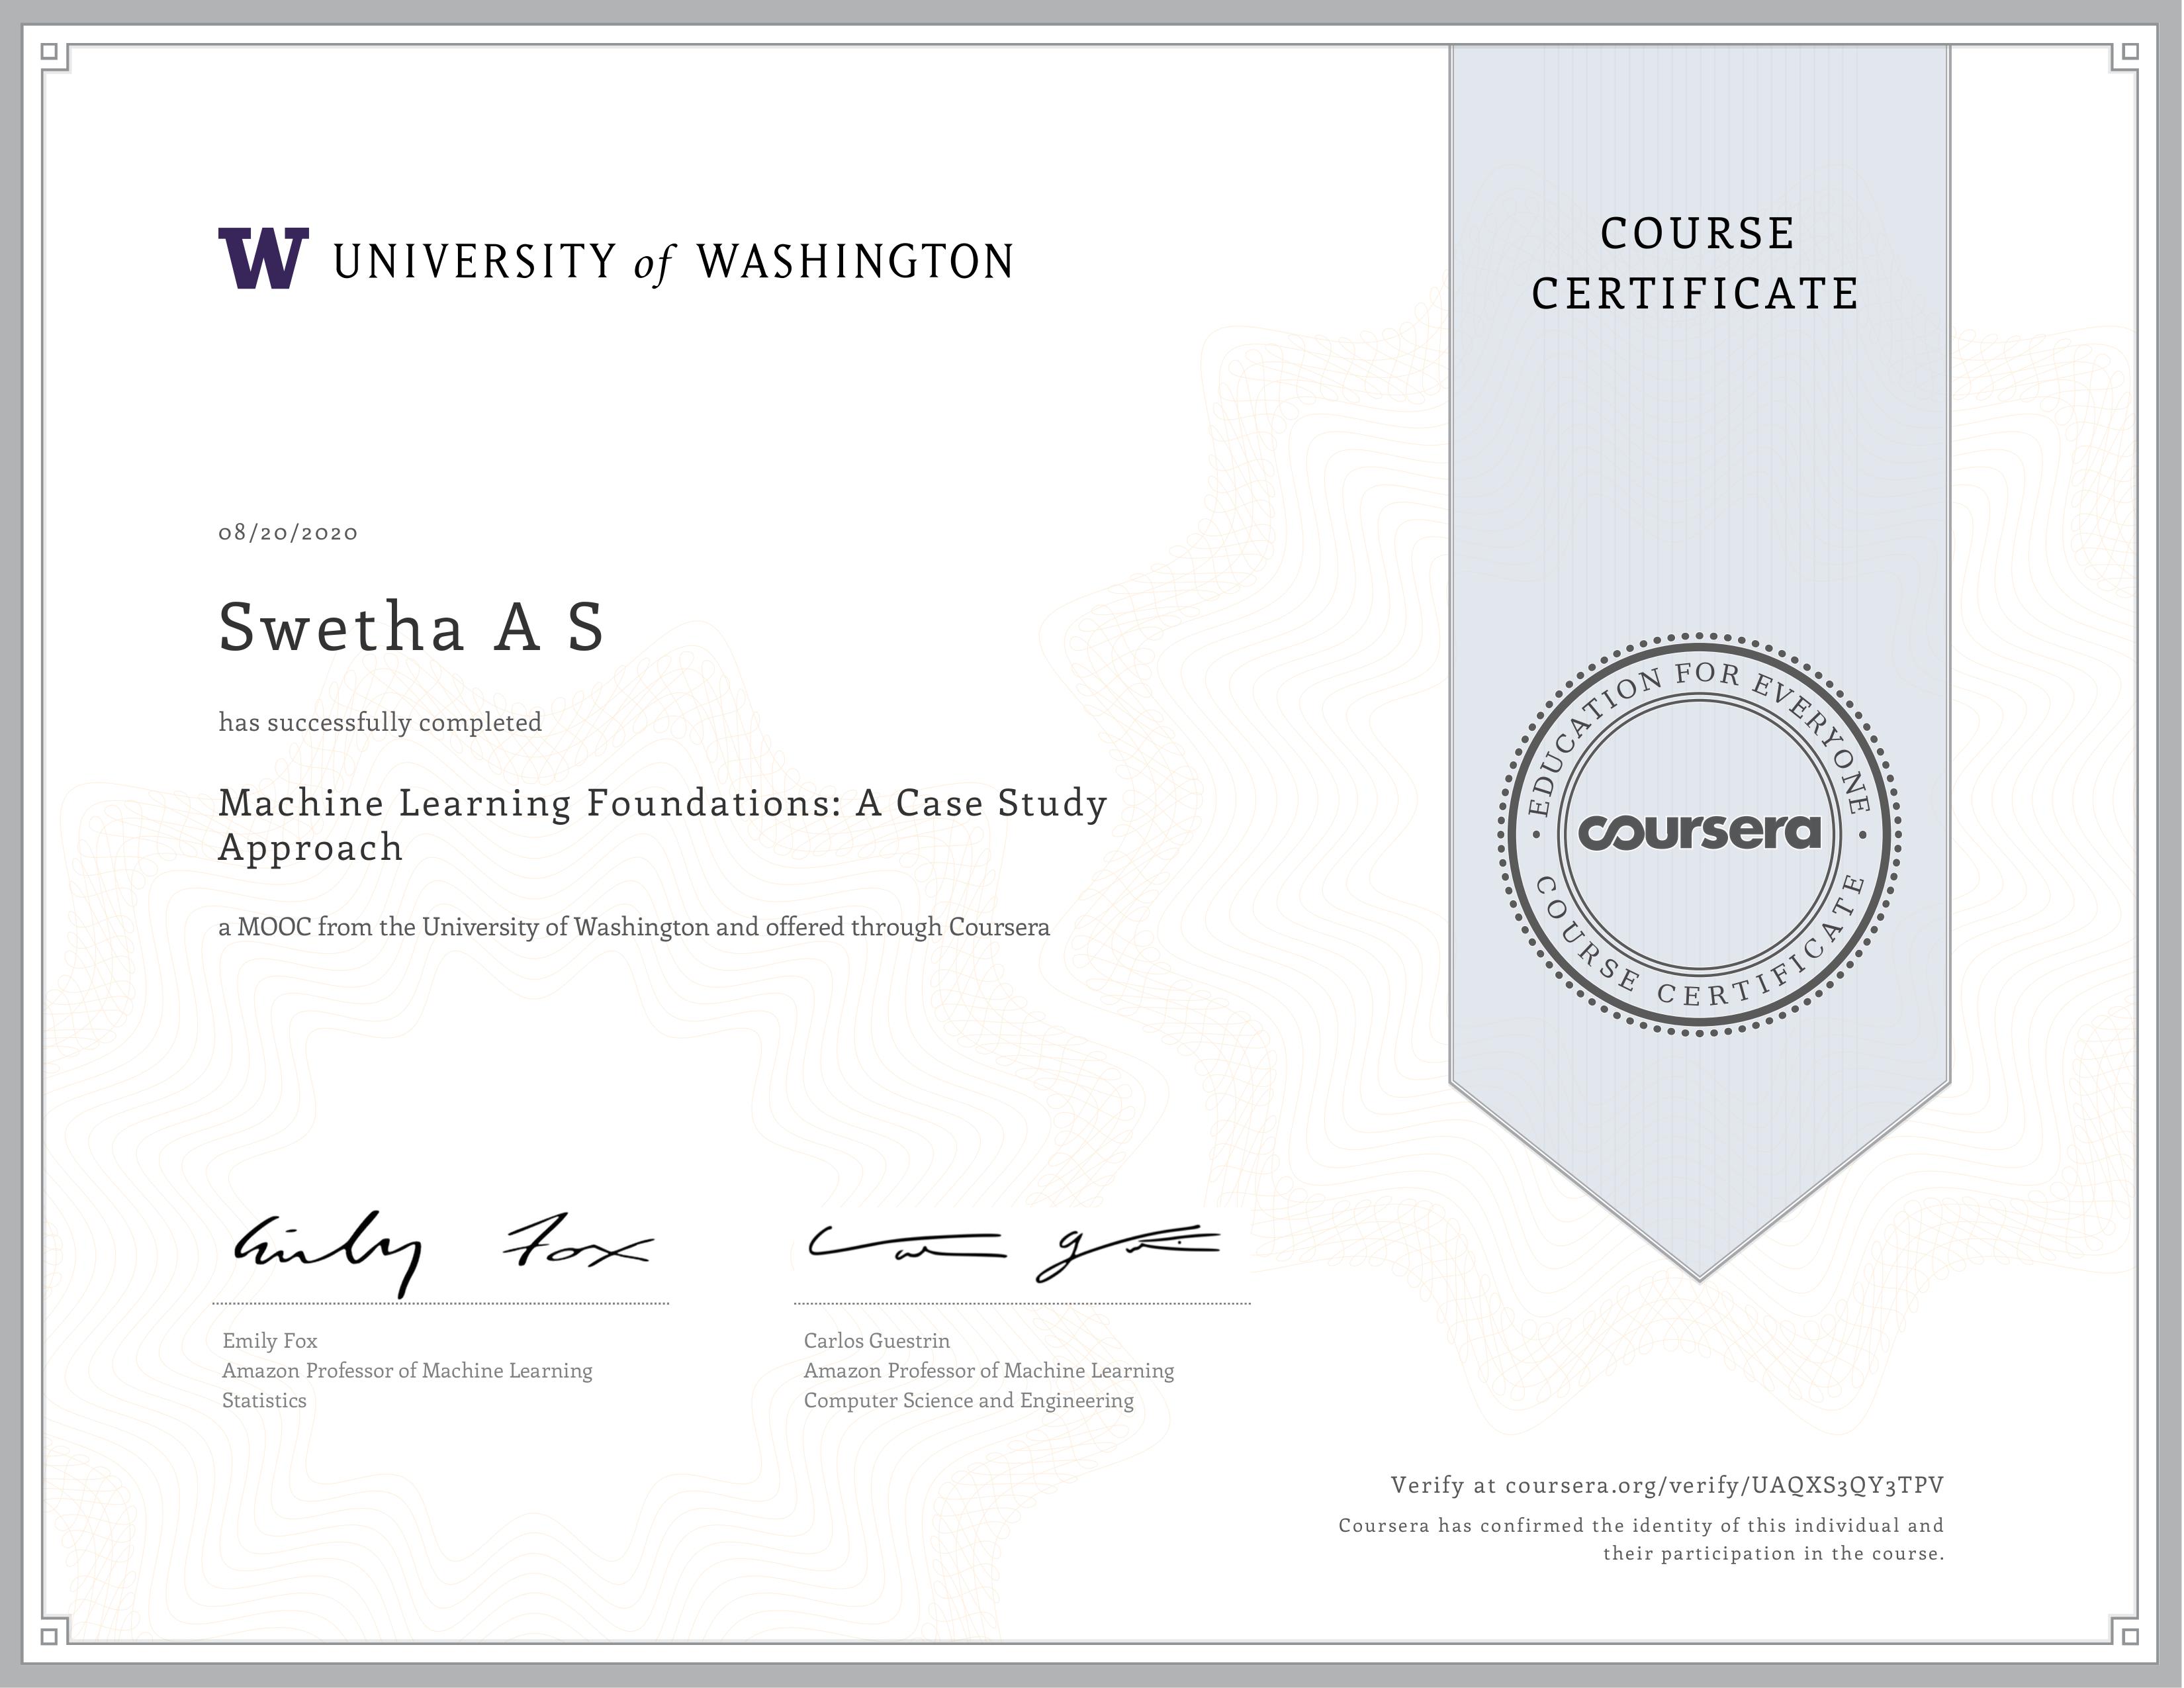 W UNIVERSITY of WASHINGTON
COURSE
CERTIFICATE
08/20/2020
Swetha A S
has successfully completed
Machine Learning Foundations: A Case Study
Approach
a MOOC from the University of Washington and offered through Coursera
EDUCATION FOR EVERYONE
coursera
COURSE CERTIFICATE
Emily Fox
Emily Fox
Amazon Professor of Machine Learning
Statistics
Carlos Guestrin
Amazon Professor of Machine Learning
Computer Science and Engineering
Verify at coursera.org/verify/UAQXS3QY3TPV
Coursera has confirmed the identity of this individual and
their participation in the course.